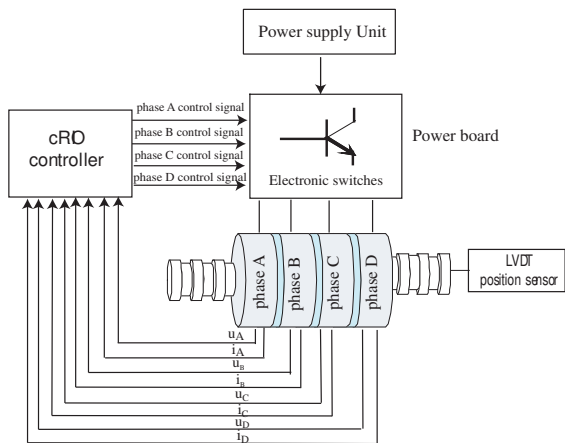 Power supply Unit
phase A control signal
phase B control signal
phase C control signal
phase D control signal
cRIO
controller
Electronic switches
Power board
phase A
phase B
phase C
phase D
LVDT
position sensor
uA
iA
uB
iB
uC
iC
uD
iD